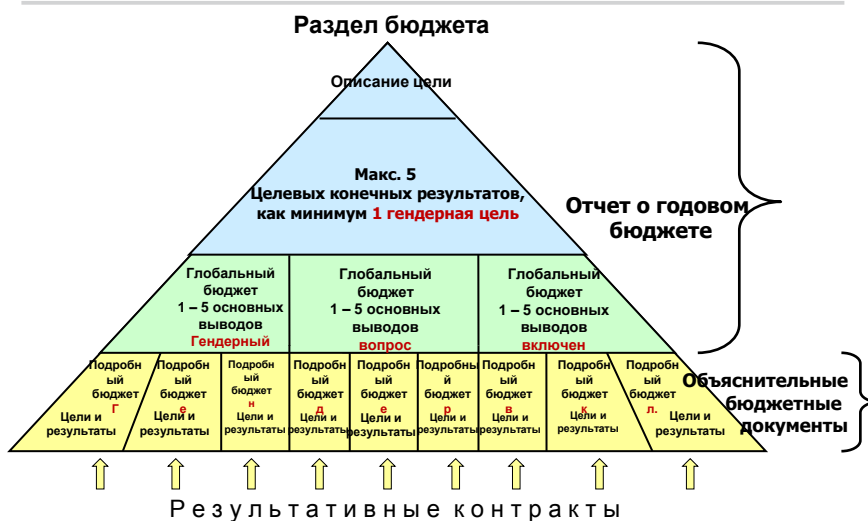 Раздел бюджета
Описание цели
Макс. 5
Целевых конечных результатов,
как минимум 1 гендерная цель
Отчет о годовом
бюджете
Глобальный
бюджет
1 – 5 основных
выводов
Гендерный
Глобальный
бюджет
1 – 5 основных
выводов
вопрос
Глобальный
бюджет
1 – 5 основных
выводов
включен
Подробн
ый
бюджет
Г
Цели и
результаты
Подробн
ый
бюджет
е
Цели и
результаты
Подробн
ый
бюджет
н
Цели и
результаты
Подробн
ый
бюджет
д
Цели и
результаты
Подробн
ый
бюджет
е
Цели и
результаты
Подробны
й
бюджет
р
Цели и
результаты
Подробн
ый
бюджет
в
Цели и
результаты
Подробн
ый
бюджет
к
Цели и
результаты
Подробн
ый
бюджет
л.
Цели и
результаты
Объяснительные
бюджетные
документы
Результативные контракты